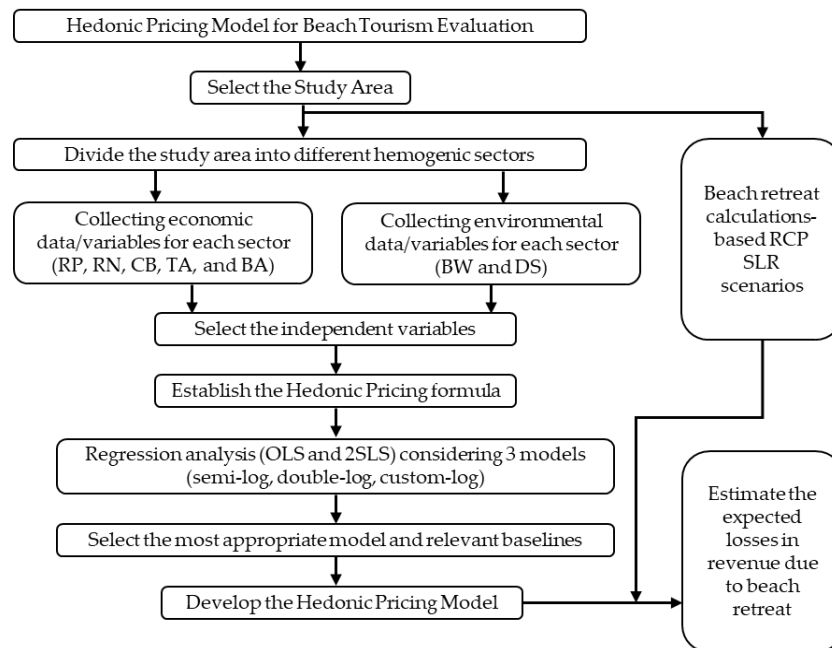 Hedonic Pricing Model for Beach Tourism Evaluation
Select the Study Area
Divide the study area into different hemogenic sectors
Collecting economic
data/variables for each sector
(RP, RN, CB, TA, and BA)
Collecting environmental
data/variables for each sector
(BW and DS)
Beach retreat
calculations-
based RCP
SLR
scenarios
Select the independent variables
Establish the Hedonic Pricing formula
Regression analysis (OLS and 2SLS) considering 3 models
(semi-log, double-log, custom-log)
Select the most appropriate model and relevant baselines
Develop the Hedonic Pricing Model
Estimate the
expected
losses in
revenue due
to beach
retreat